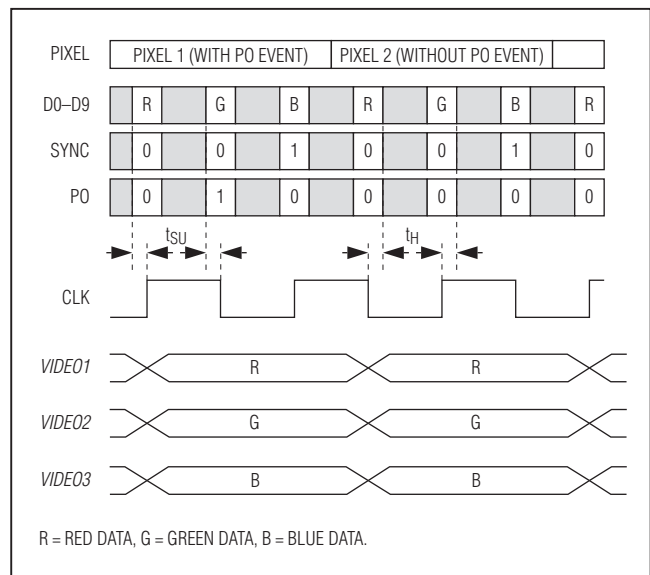 PIXEL PIXEL 1 (WITH PO EVENT) PIXEL 2 (WITHOUT PO EVENT)
D0–D9 R G B R G B R
SYNC 0 0 1 0 0 1 0
PO 0 1 0 0 0 0 0
tSU tH
CLK
VIDEO1 R R
VIDEO2 G G
VIDEO3 B B
R = RED DATA, G = GREEN DATA, B = BLUE DATA.